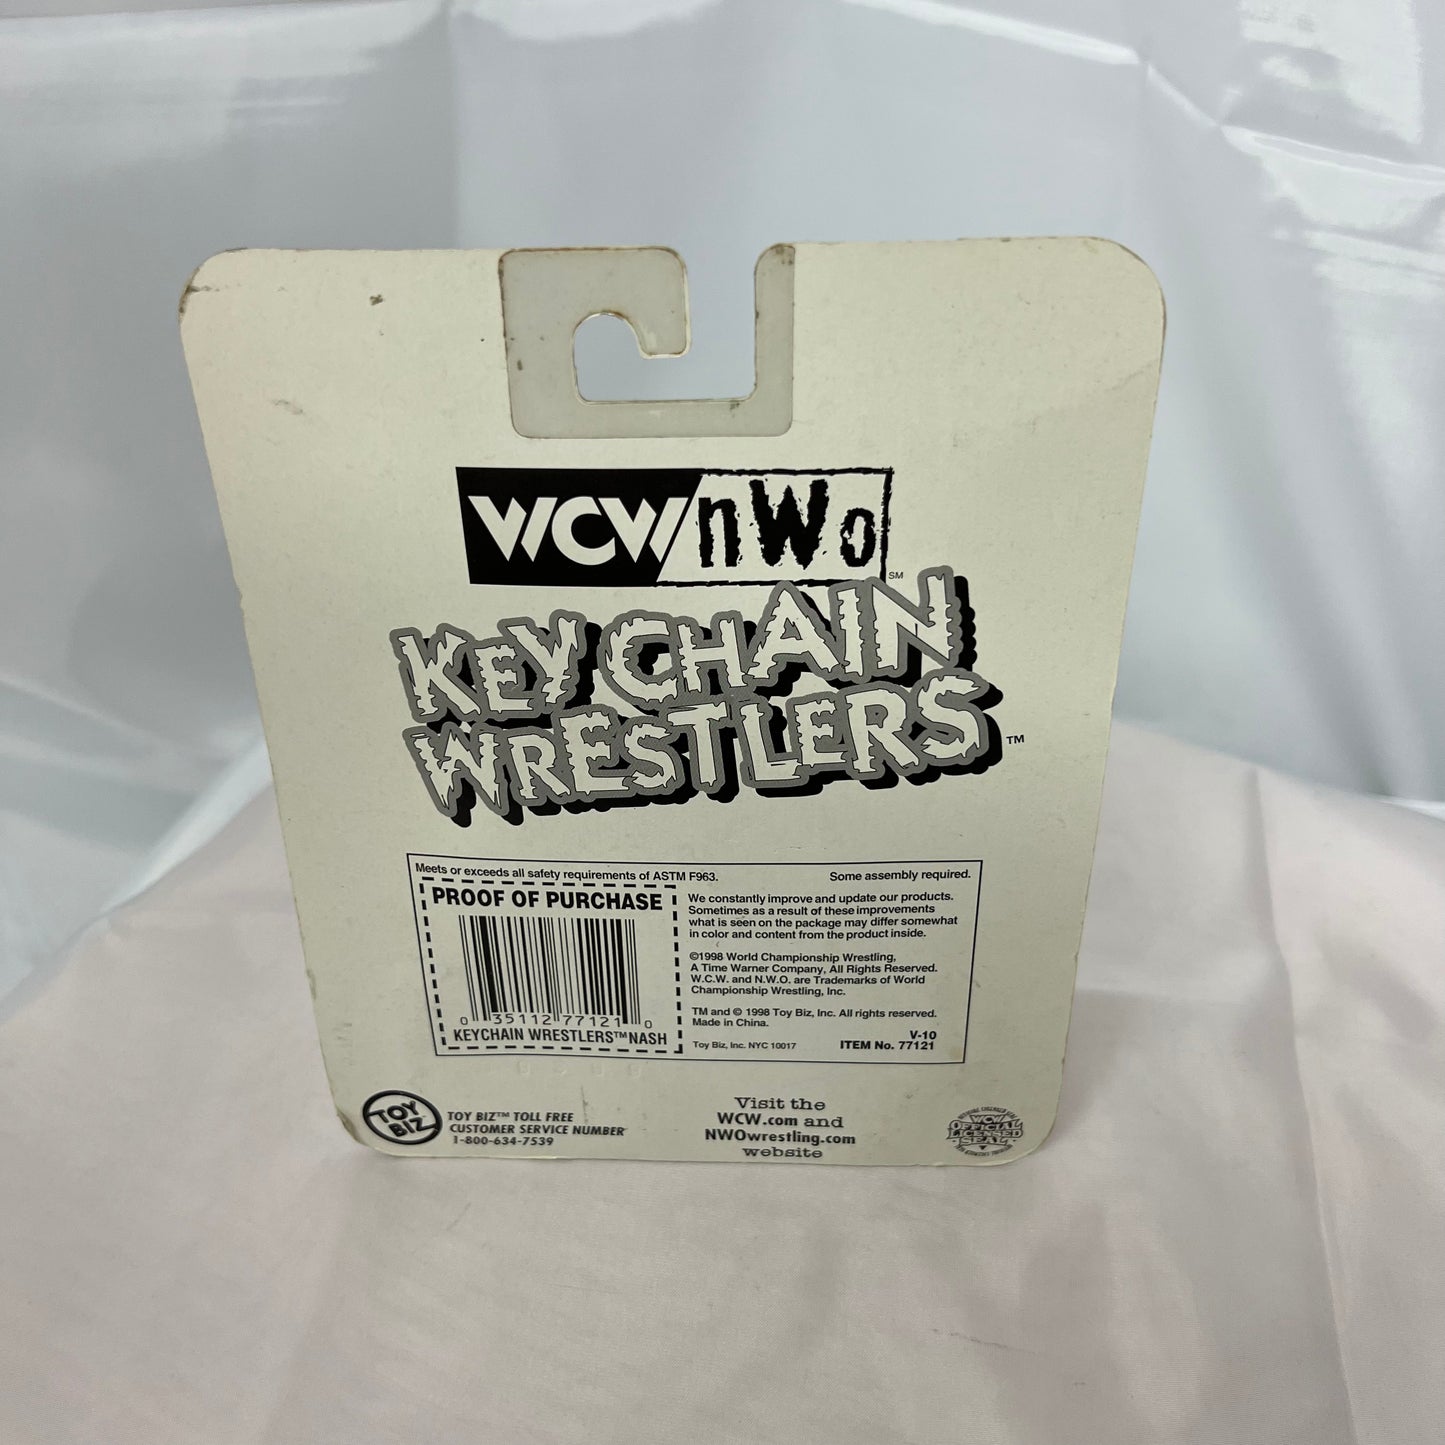 WCW/nWo
SM
KEY CHAIN
WRESTLERS™
Meets or exceeds all safety requirements of ASTM F963.
Some assembly required.
PROOF OF PURCHASE
0 35112 77121 0
KEYCHAIN WRESTLERS™ NASH
We constantly improve and update our products.
Sometimes as a result of these improvements
what is seen on the package may differ somewhat
in color and content from the product inside.
©1998 World Championship Wrestling,
A Time Warner Company, All Rights Reserved.
W.C.W. and N.W.O. are Trademarks of World
Championship Wrestling, Inc.
TM and © 1998 Toy Biz, Inc. All rights reserved.
Made in China.
Toy Biz, Inc. NYC 10017
V-10
ITEM No. 77121
TOY
BIZ
TOY BIZ™ TOLL FREE
CUSTOMER SERVICE NUMBER
1-800-634-7539
Visit the
WCW.com and
NWOwrestling.com
website
WCW
OFFICIAL
LICENSED
SEAL